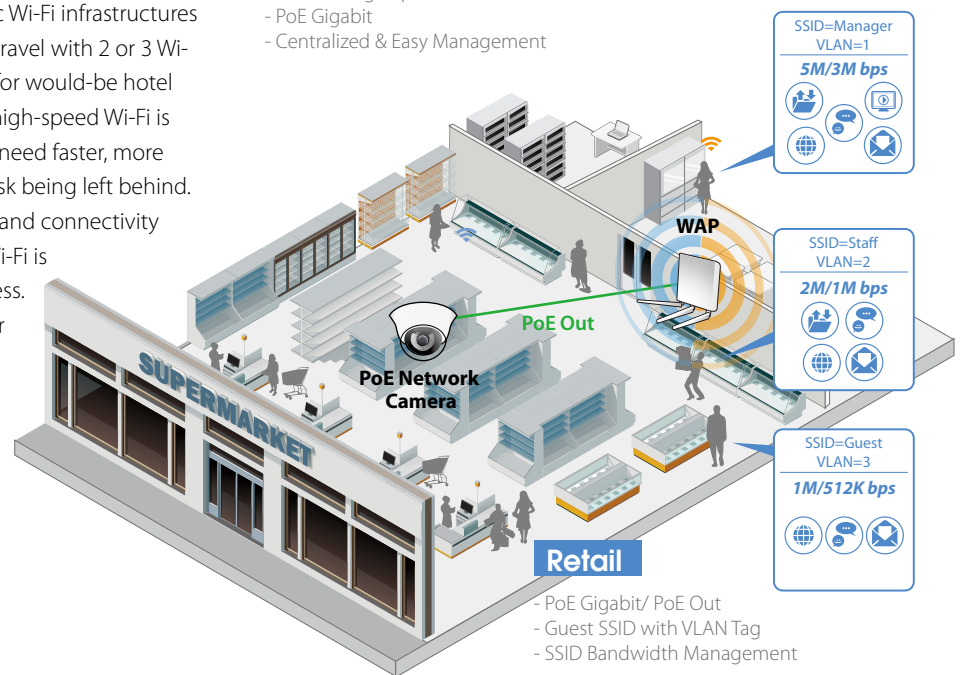 c Wi-Fi infrastructures
ravel with 2 or 3 Wi-
for would-be hotel
high-speed Wi-Fi is
need faster, more
sk being left behind.
and connectivity
i-Fi is
ess.
r
- PoE Gigabit
- Centralized & Easy Management
SSID=Manager
VLAN=1
5M/3M bps
WAP
SSID=Staff
VLAN=2
2M/1M bps
PoE Out
PoE Network
Camera
SUPERMARKET
SSID=Guest
VLAN=3
1M/512K bps
Retail
- PoE Gigabit/ PoE Out
- Guest SSID with VLAN Tag
- SSID Bandwidth Management